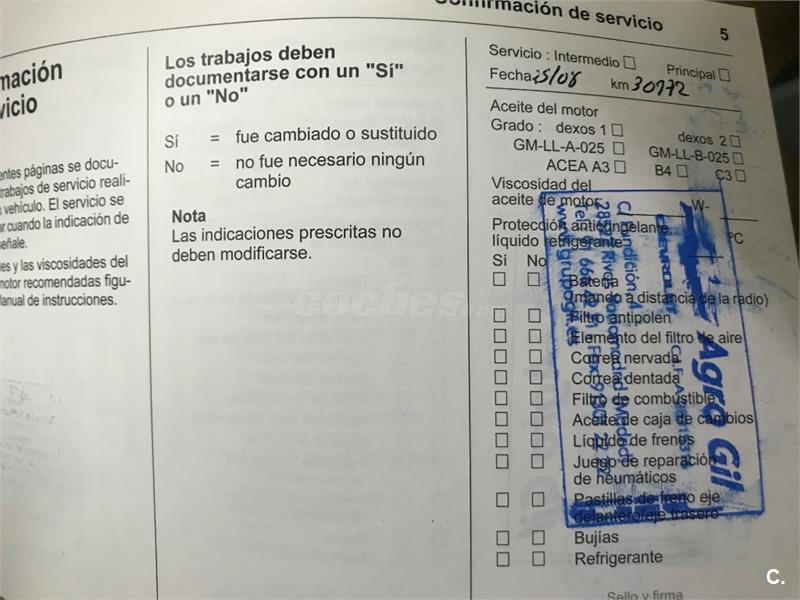 Confirmación de servicio
5
mación
vicio
entes páginas se docu-
trabajos de servicio reali-
vehículo. El servicio se
ar cuando la indicación de
señale.
es y las viscosidades del
motor recomendadas figu-
Manual de instrucciones.
Los trabajos deben
documentarse con un "Sí"
o un "No"
Sí = fue cambiado o sustituido
No = no fue necesario ningún
cambio
Nota
Las indicaciones prescritas no
deben modificarse.
Servicio : Intermedio Principal
Fecha km 30772
Aceite del motor
Grado : dexos 1 dexos 2
GM-LL-A-025 GM-LL-B-025
ACEA A3 B4 C3
Viscosidad del
aceite de motor: W-
Protección anticongelante
líquido refrigerante °C
Sí No
Batería
(mando a distancia de la radio)
Filtro antipolen
Elemento del filtro de aire
Correa nervada
Correa dentada
Filtro de combustible
Aceite de caja de cambios
Líquido de frenos
Juego de reparación
de neumáticos
Pastillas de freno eje
delantero/eje trasero
Bujías
Refrigerante
Sello y firma
Agro Gil
CHEVROLET
coches.net
C.